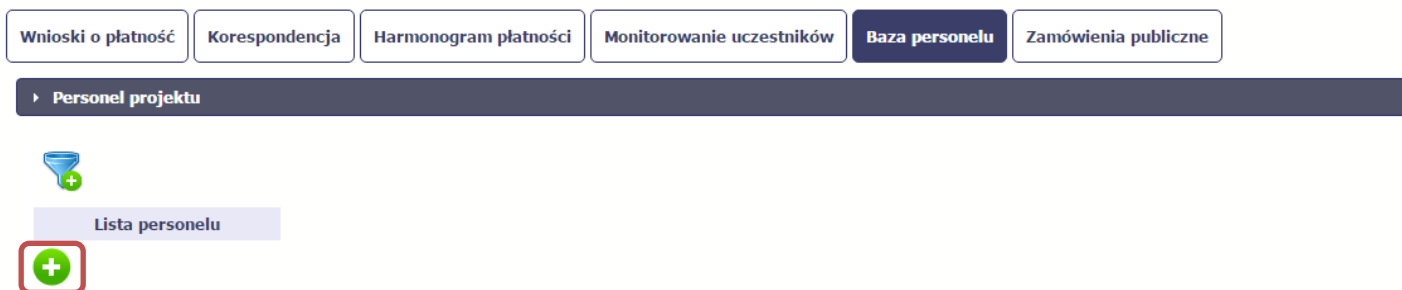 Wnioski o płatność Korespondencja Harmonogram płatności Monitorowanie uczestników Baza personelu Zamówienia publiczne
Personel projektu
Lista personelu